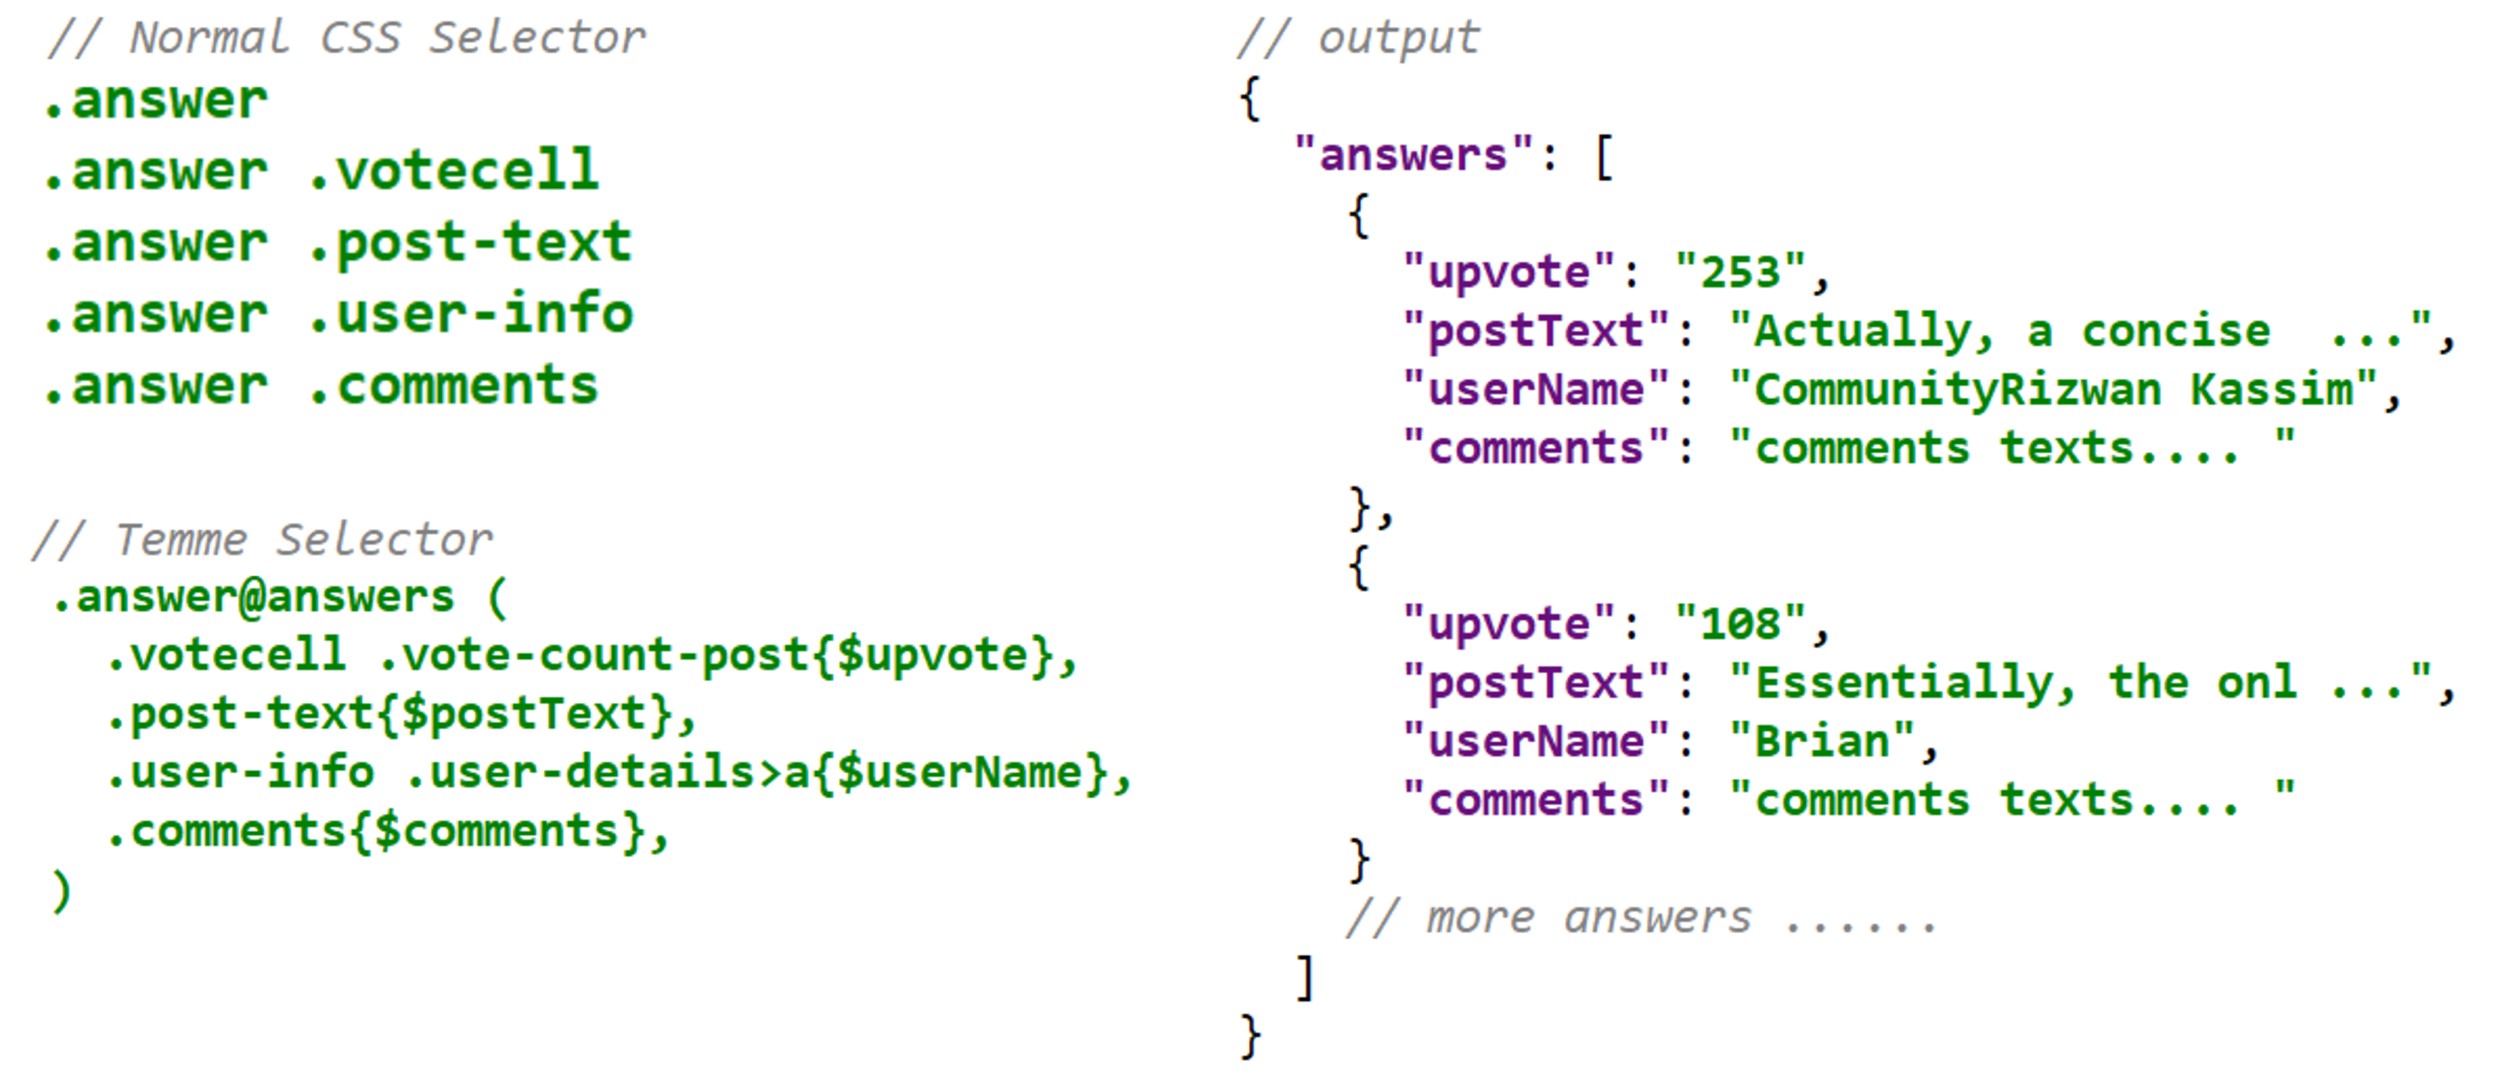 // Normal CSS Selector
.answer
.answer .votecell
.answer .post-text
.answer .user-info
.answer .comments
// Temme Selector
.answer@answers (
.votecell .vote-count-post{$upvote},
.post-text{$postText},
.user-info .user-details>a{$userName},
.comments{$comments},
)
// output
{
"answers": [
{
"upvote": "253",
"postText": "Actually, a concise  ...",
"userName": "CommunityRizwan Kassim",
"comments": "comments texts.... "
},
{
"upvote": "108",
"postText": "Essentially, the onl ...",
"userName": "Brian",
"comments": "comments texts.... "
}
// more answers ......
]
}